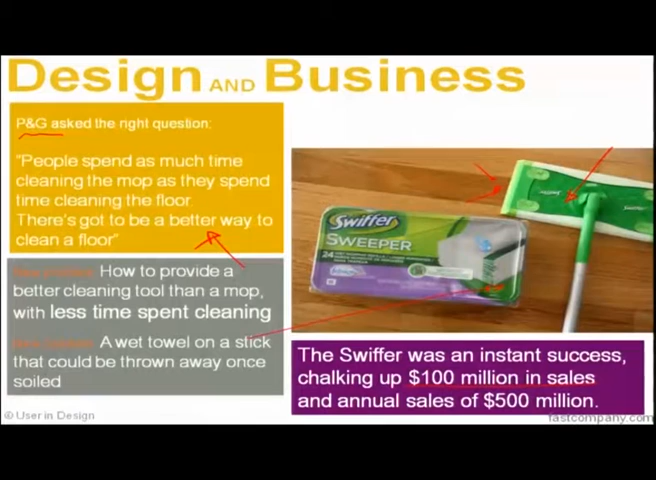 Design AND Business
P&G asked the right question:
"People spend as much time
cleaning the mop as they spend
time cleaning the floor
There's got to be a better way to
clean a floor"
How to provide a
better cleaning tool than a mop,
with less time spent cleaning
A wet towel on a stick
that could be thrown away once
soiled
Swiffer
SWEEPER
24
The Swiffer was an instant success,
chalking up $100 million in sales
and annual sales of $500 million.
© User in Design
fastcompany.com